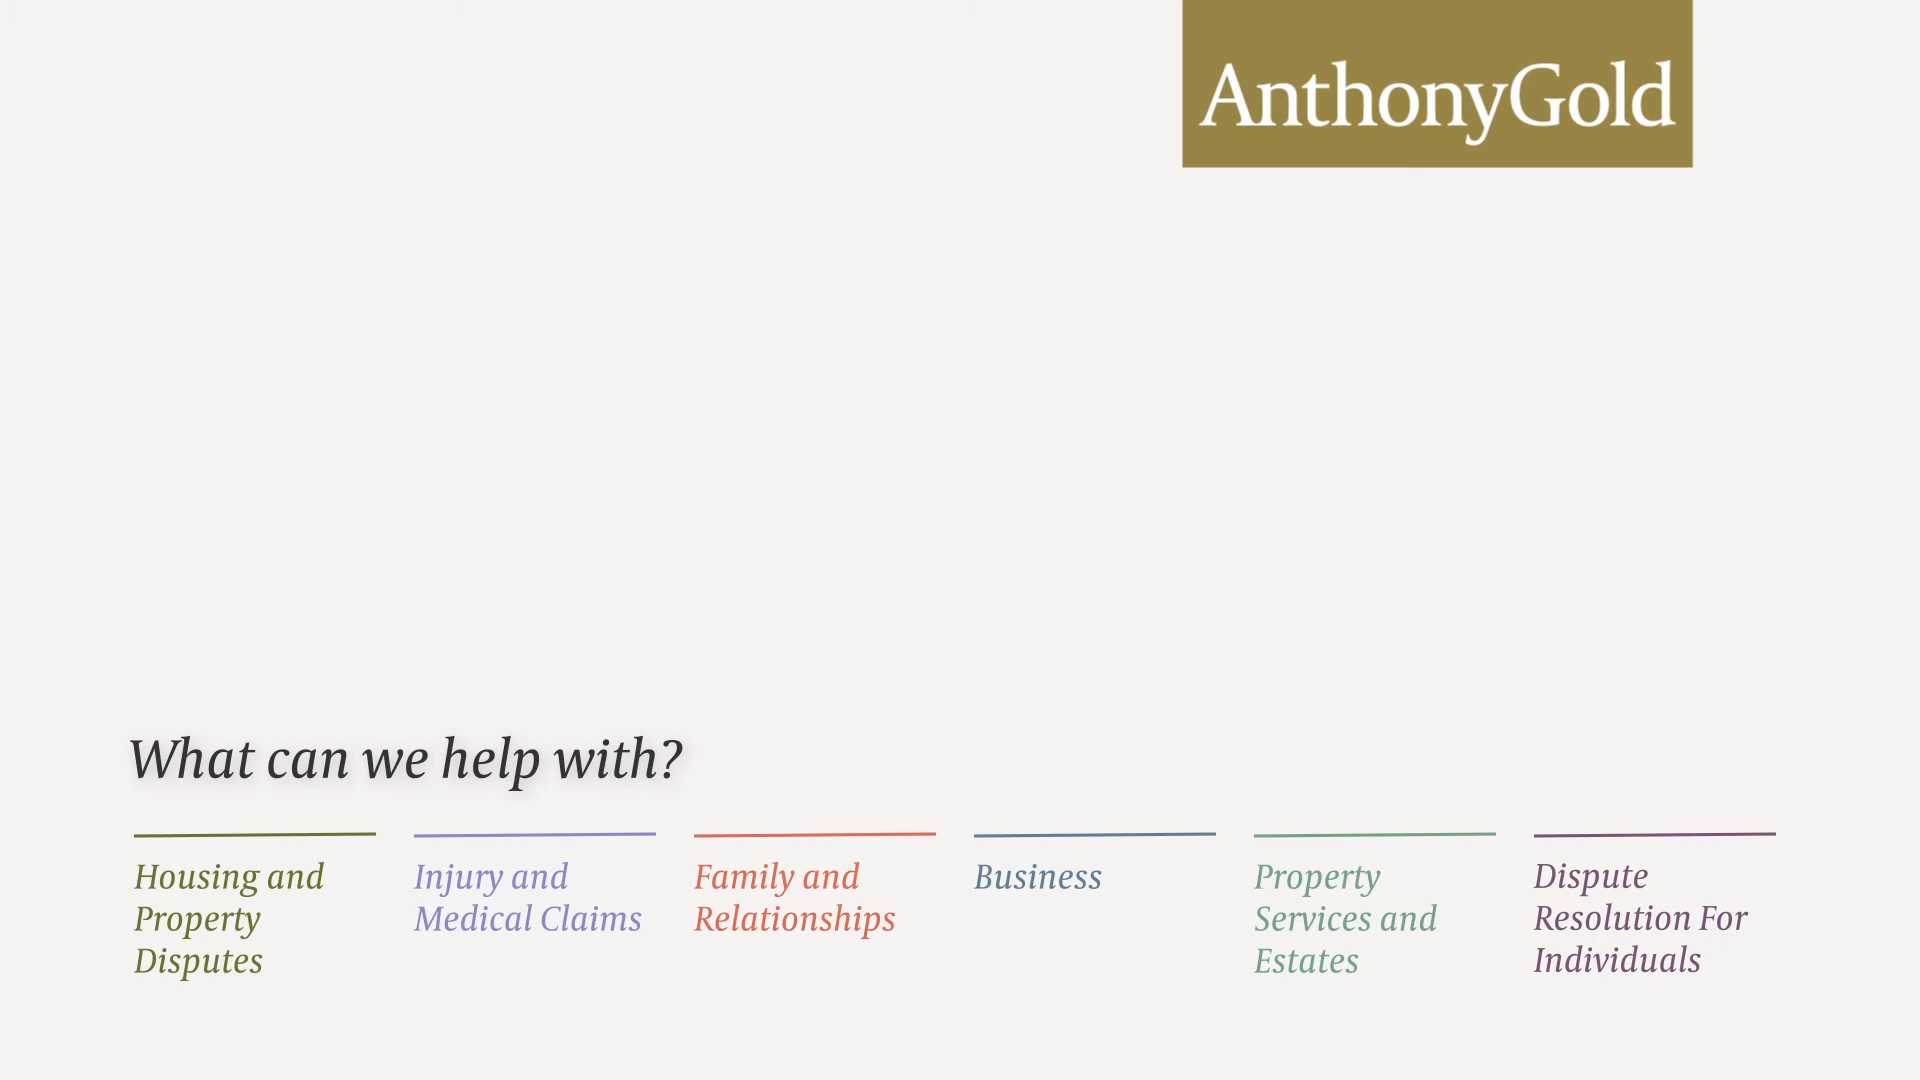 AnthonyGold
What can we help with?
Housing and
Property
Disputes
Injury and
Medical Claims
Family and
Relationships
Business
Property
Services and
Estates
Dispute
Resolution For
Individuals